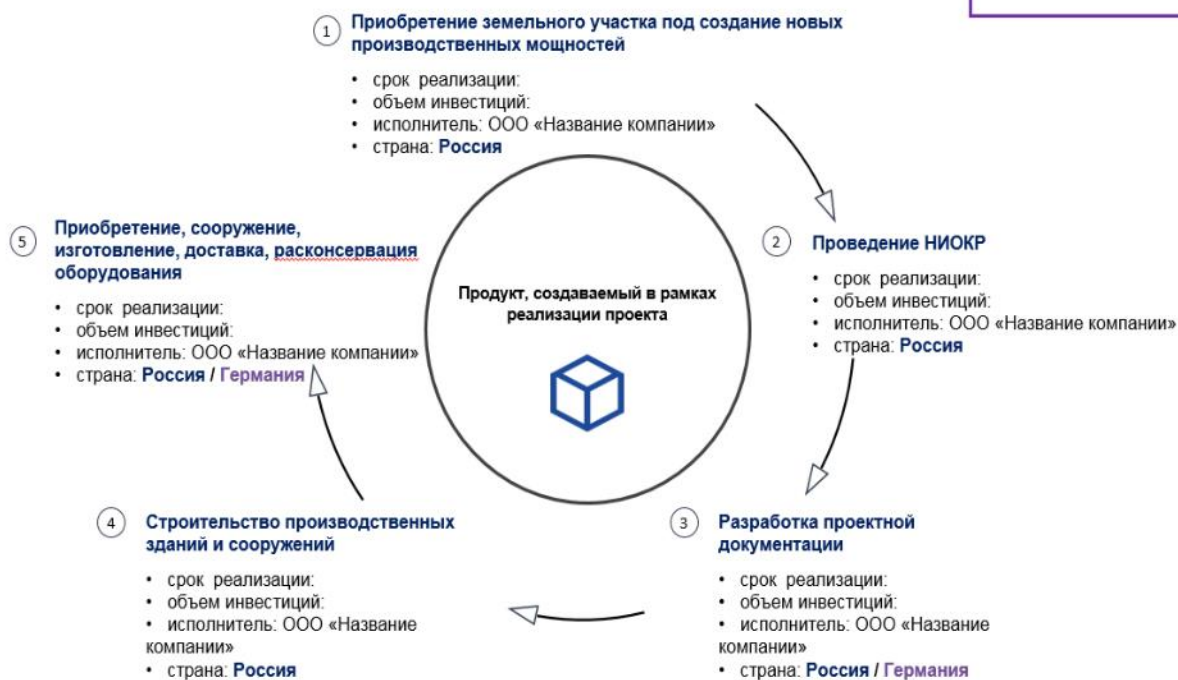 1
Приобретение земельного участка под создание новых
производственных мощностей
• срок реализации:
• объем инвестиций:
• исполнитель: ООО «Название компании»
• страна: Россия
2
Проведение НИОКР
• срок реализации:
• объем инвестиций:
• исполнитель: ООО «Название компании»
• страна: Россия
3
Разработка проектной
документации
• срок реализации:
• объем инвестиций:
• исполнитель: ООО «Название
компании»
• страна: Россия / Германия
4
Строительство производственных
зданий и сооружений
• срок реализации:
• объем инвестиций:
• исполнитель: ООО «Название
компании»
• страна: Россия
5
Приобретение, сооружение,
изготовление, доставка, расконсервация
оборудования
• срок реализации:
• объем инвестиций:
• исполнитель: ООО «Название компании»
• страна: Россия / Германия
Продукт, создаваемый в рамках
реализации проекта